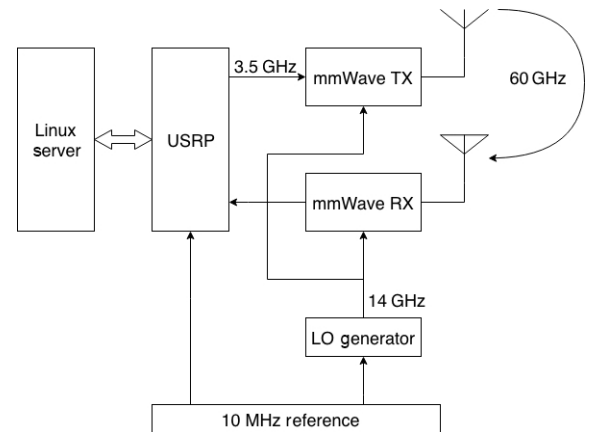 3.5 GHz
mmWave TX
60 GHz
Linux
server
USRP
mmWave RX
14 GHz
LO generator
10 MHz reference